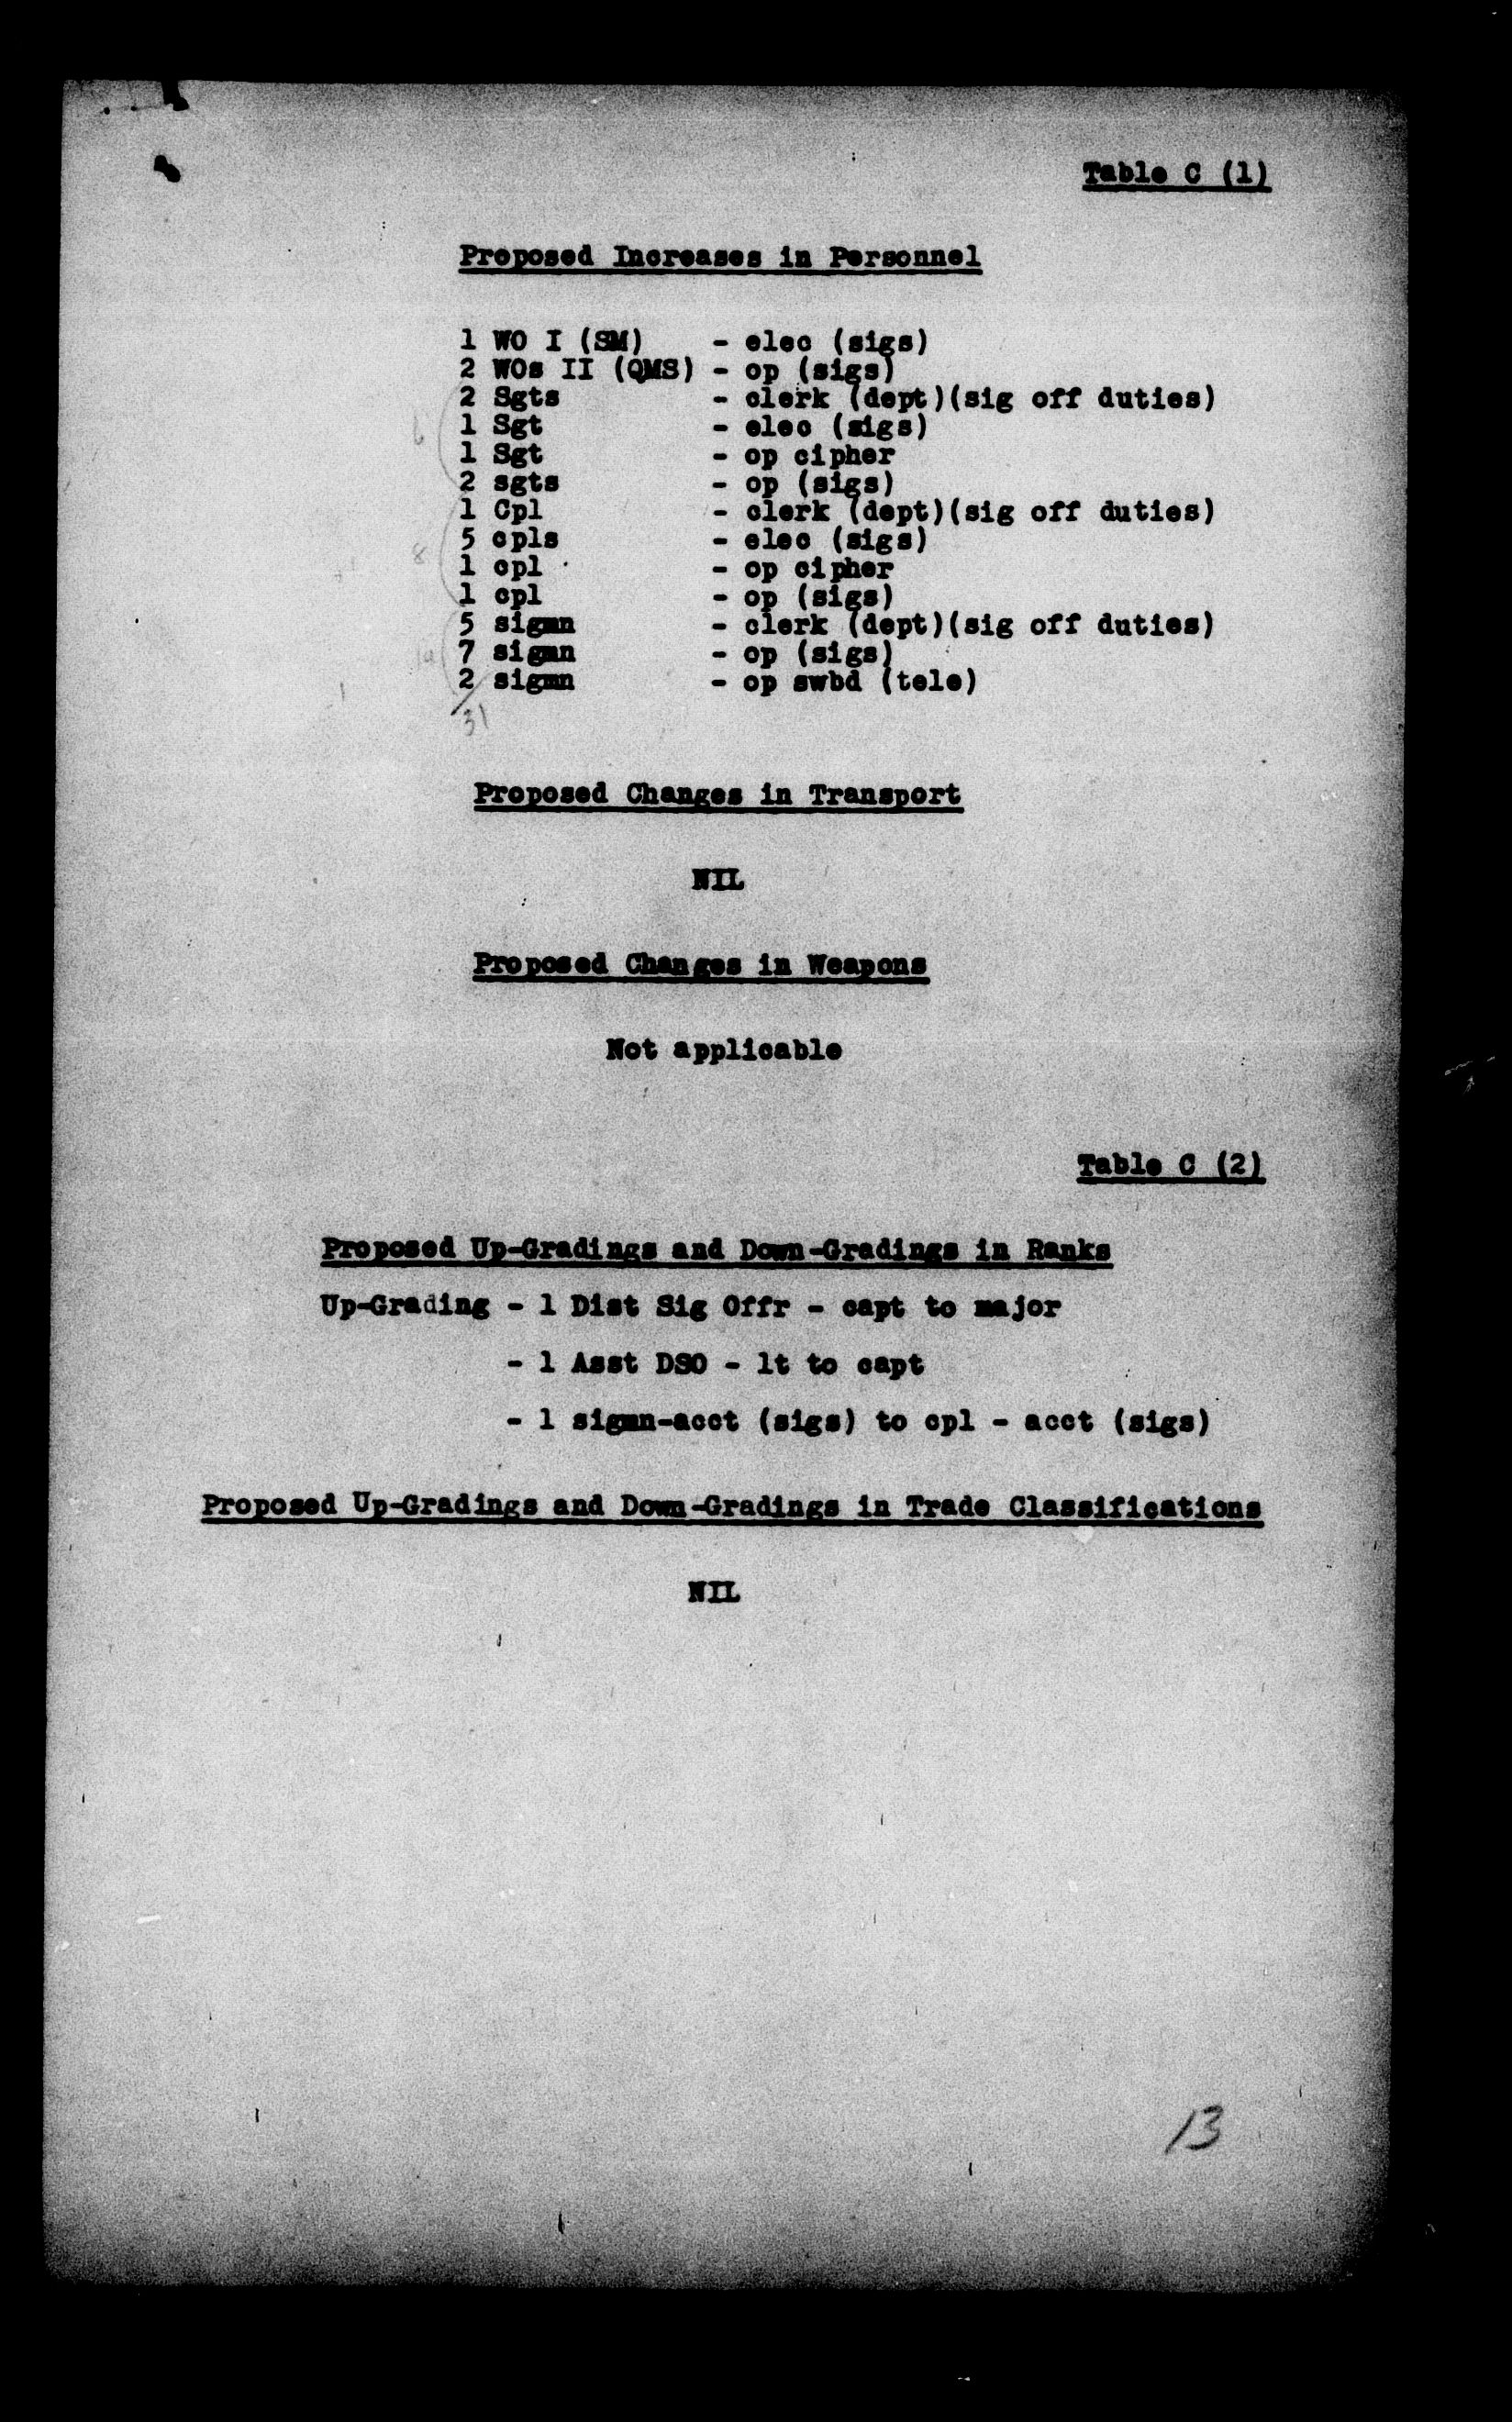 Table C (1)
Proposed Increases in Personnel
1 WO I (SM) - elec (sigs)
2 WOs II (QMS) - op (sigs)
2 Sgts - clerk (dept)(sig off duties)
1 Sgt - elec (sigs)
1 Sgt - op cipher
2 sgts - op (sigs)
1 Cpl - clerk (dept)(sig off duties)
5 cpls - elec (sigs)
1 cpl - op cipher
1 cpl - op (sigs)
5 sigmn - clerk (dept)(sig off duties)
7 sigmn - op (sigs)
2 sigmn - op swbd (tele)
6
8
14
31
Proposed Changes in Transport
NIL
Proposed Changes in Weapons
Not applicable
Table C (2)
Proposed Up-Gradings and Down-Gradings in Ranks
Up-Grading - 1 Dist Sig Offr - capt to major
- 1 Asst DSO - lt to capt
- 1 sigmn-acct (sigs) to cpl - acct (sigs)
Proposed Up-Gradings and Down-Gradings in Trade Classifications
NIL
13